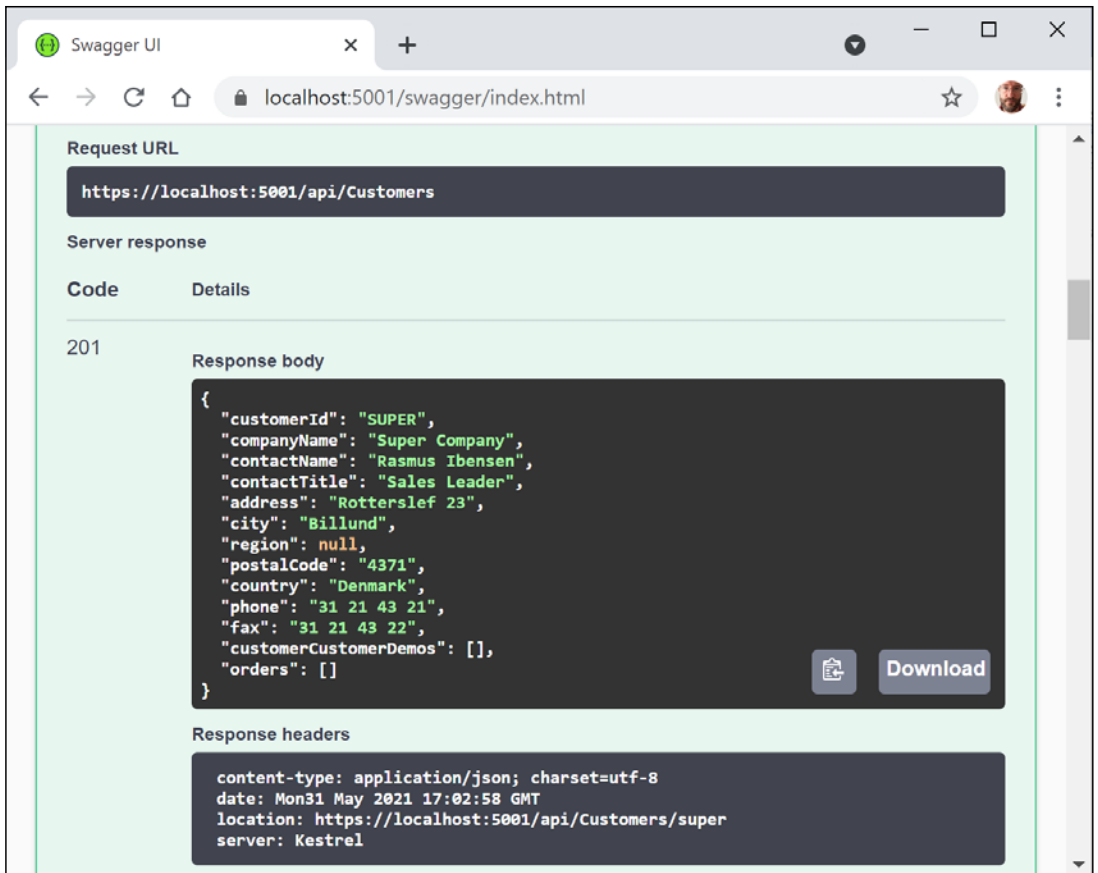 Swagger UI
localhost:5001/swagger/index.html
Request URL
https://localhost:5001/api/Customers
Server response
Code Details
201
Response body
{
"customerId": "SUPER",
"companyName": "Super Company",
"contactName": "Rasmus Ibensen",
"contactTitle": "Sales Leader",
"address": "Rotterslef 23",
"city": "Billund",
"region": null,
"postalCode": "4371",
"country": "Denmark",
"phone": "31 21 43 21",
"fax": "31 21 43 22",
"customerCustomerDemos": [],
"orders": []
}
Download
Response headers
content-type: application/json; charset=utf-8
date: Mon31 May 2021 17:02:58 GMT
location: https://localhost:5001/api/Customers/super
server: Kestrel